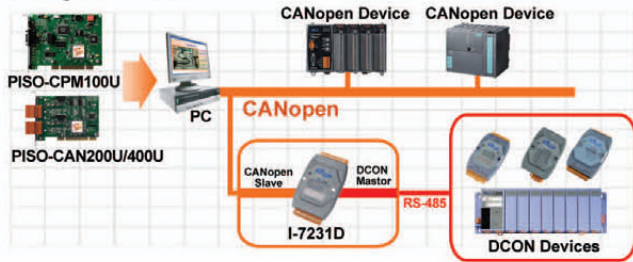 CANopen Device
CANopen Device
PISO-CPM100U
PC
CANopen
PISO-CAN200U/400U
CANopen
Slave
DCON
Mastor
RS-485
I-7231D
DCON Devices